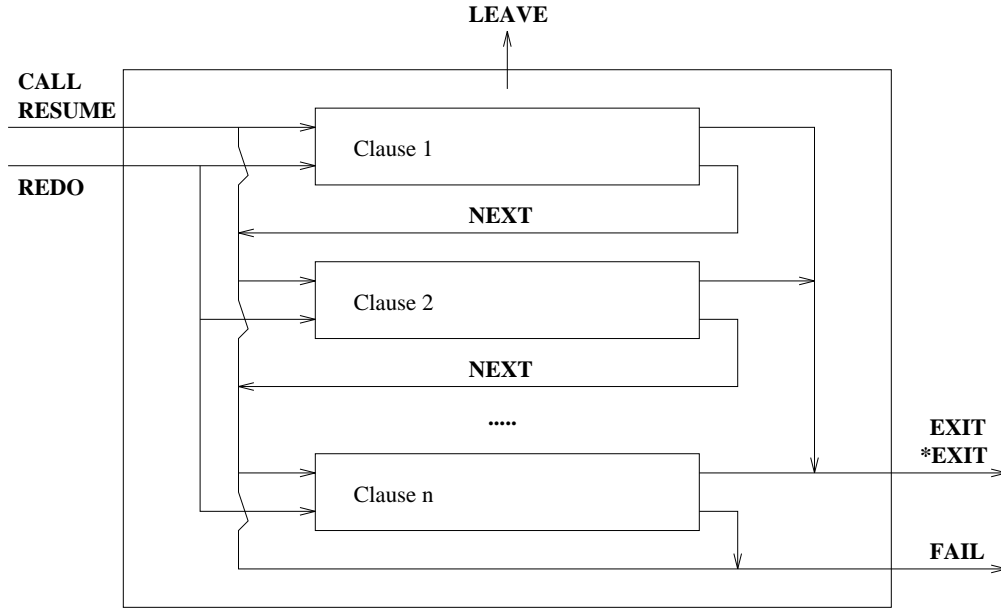 LEAVE
CALL
RESUME
REDO
Clause 1
NEXT
Clause 2
NEXT
.....
Clause n
EXIT
*EXIT
FAIL